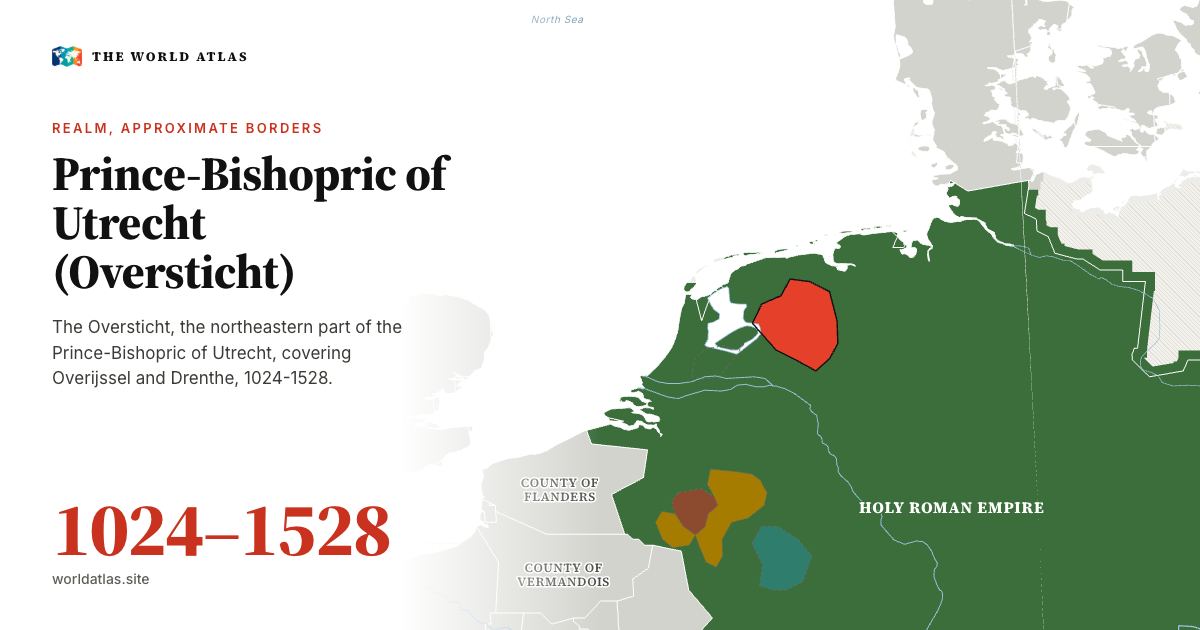 North Sea
THE WORLD ATLAS
REALM, APPROXIMATE BORDERS
Prince-Bishopric of
Utrecht
(Oversticht)
The Oversticht, the northeastern part of the
Prince-Bishopric of Utrecht, covering
Overijssel and Drenthe, 1024-1528.
1024–1528
worldatlas.site
COUNTY OF
FLANDERS
HOLY ROMAN EMPIRE
COUNTY OF
VERMANDOIS